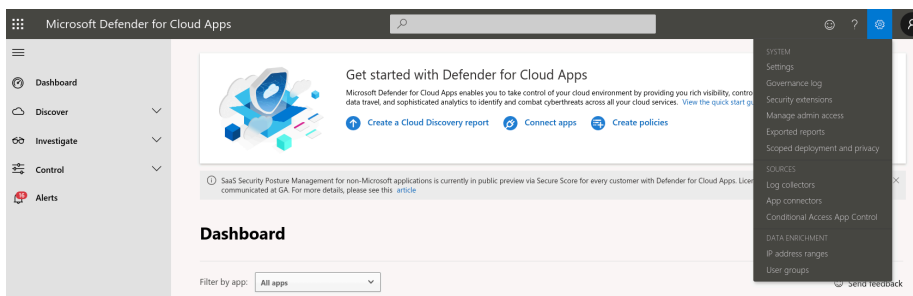 Microsoft Defender for Cloud Apps
?
Dashboard
Discover
Investigate
Control
Alerts
Get started with Defender for Cloud Apps
Microsoft Defender for Cloud Apps enables you to take control of your cloud environment by providing you rich visibility, contro
data travel, and sophisticated analytics to identify and combat cyberthreats across all your cloud services. View the quick start gu
Create a Cloud Discovery report
Connect apps
Create policies
SaaS Security Posture Management for non-Microsoft applications is currently in public preview via Secure Score for every customer with Defender for Cloud Apps. Licen
communicated at GA. For more details, please see this article
Dashboard
Filter by app: All apps
SYSTEM
Settings
Governance log
Security extensions
Manage admin access
Exported reports
Scoped deployment and privacy
SOURCES
Log collectors
App connectors
Conditional Access App Control
DATA ENRICHMENT
IP address ranges
User groups
Send feedback